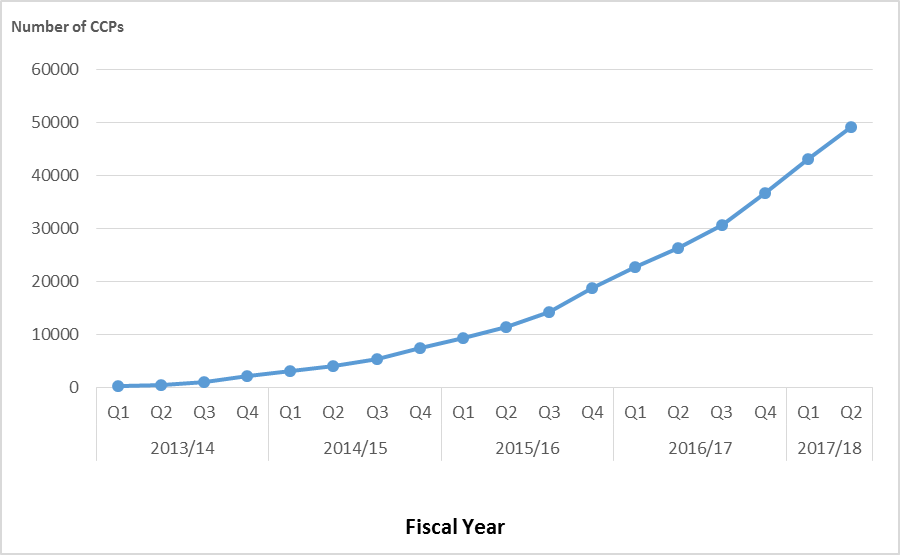 Number of CCPs
60000
50000
40000
30000
20000
10000
0
Q1 Q2 Q3 Q4 Q1 Q2 Q3 Q4 Q1 Q2 Q3 Q4 Q1 Q2 Q3 Q4 Q1 Q2
2013/14 2014/15 2015/16 2016/17 2017/18
Fiscal Year